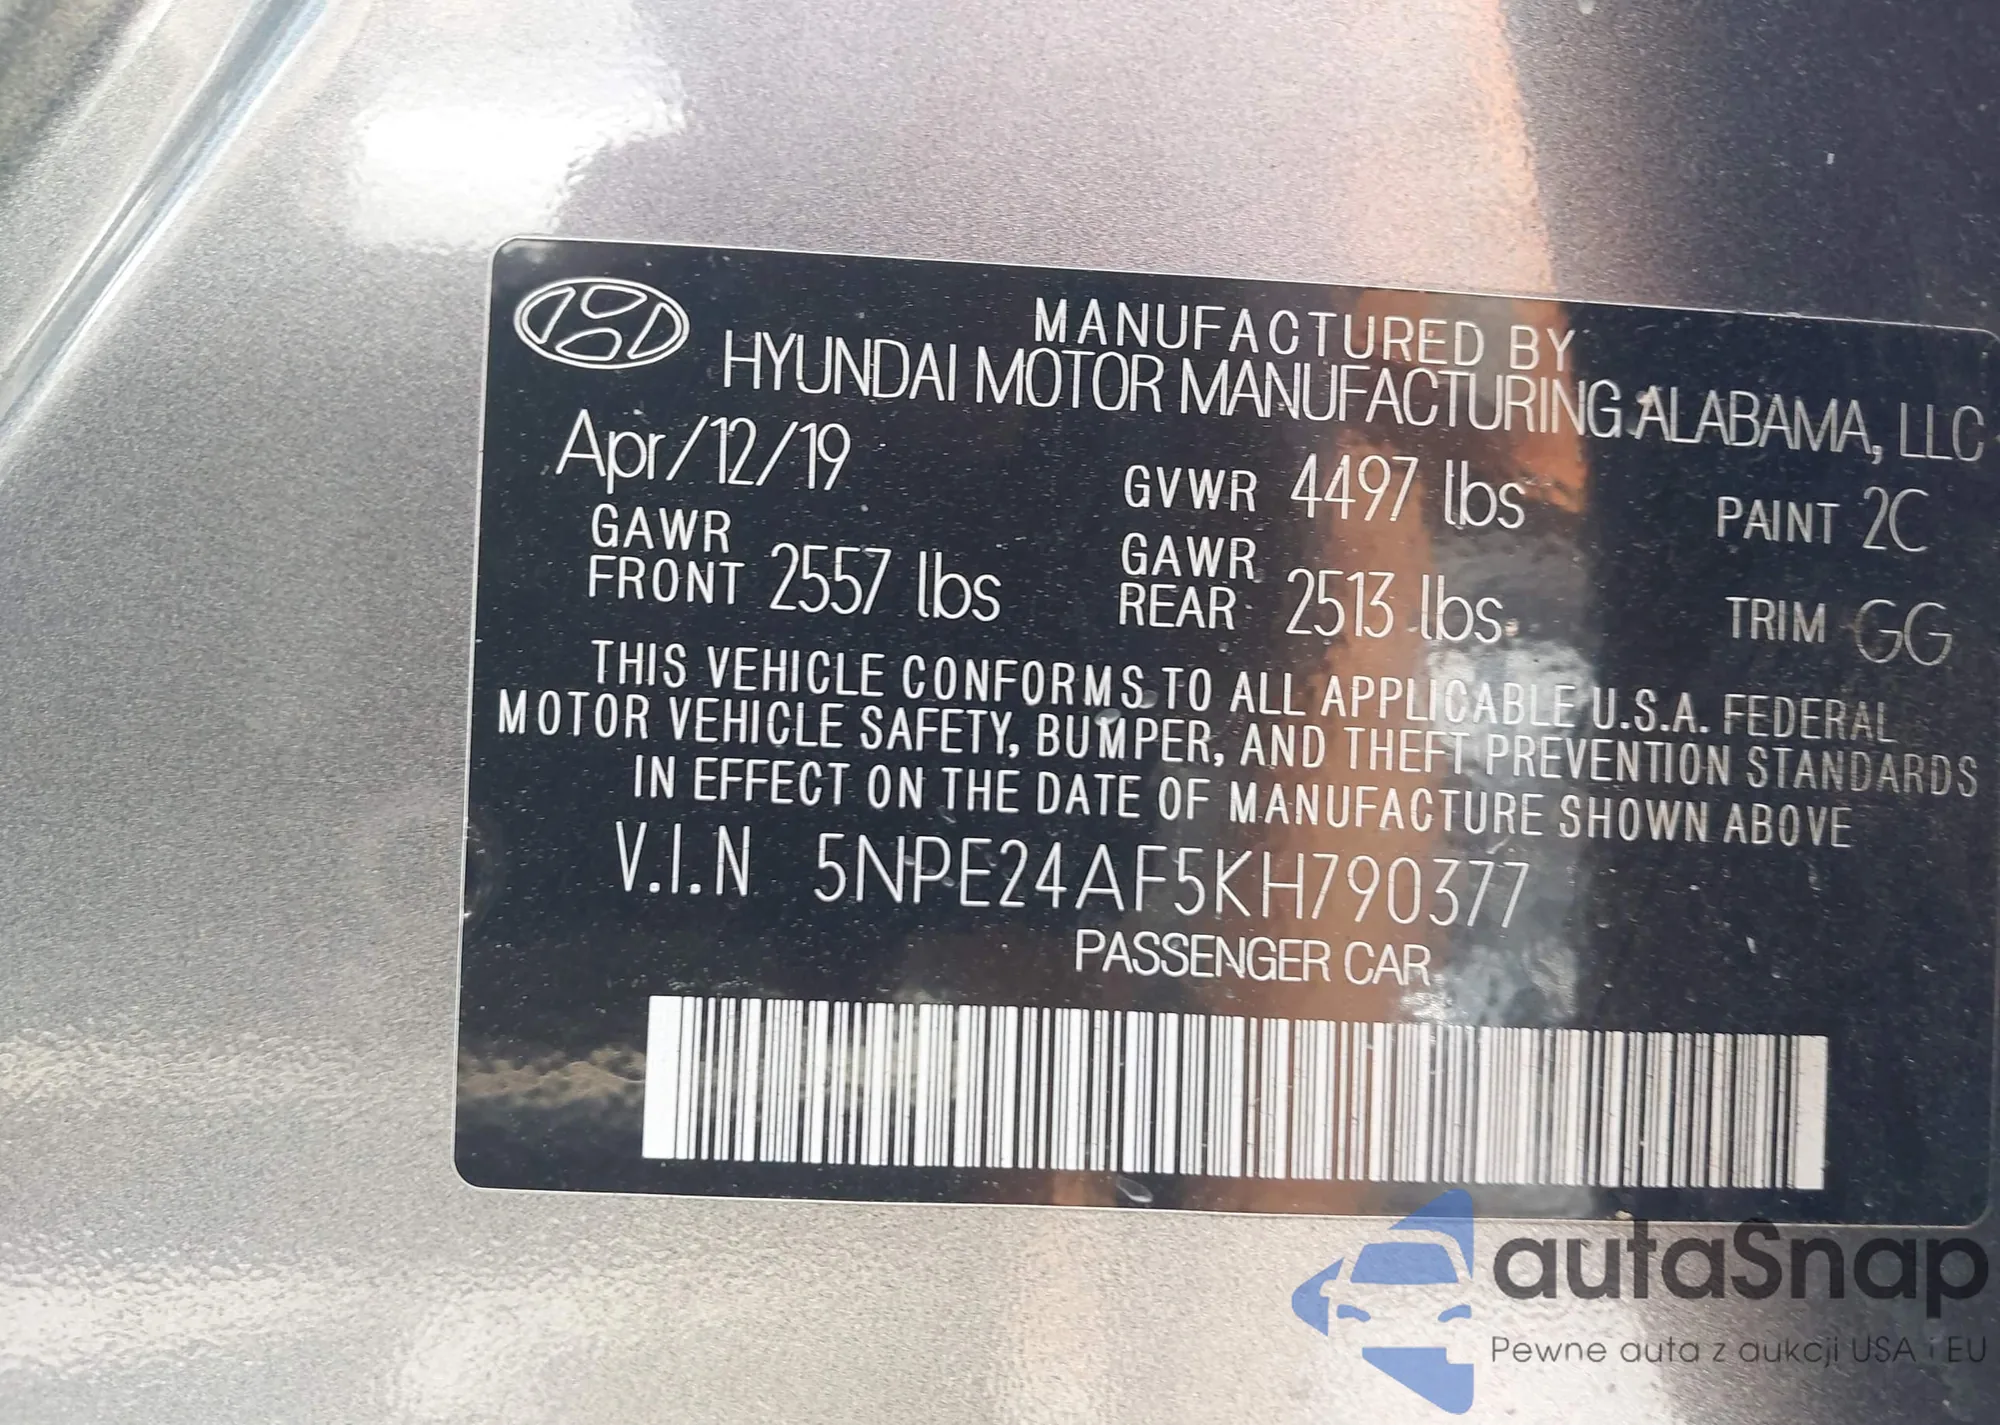 MANUFACTURED BY
HYUNDAI MOTOR MANUFACTURING ALABAMA, LLC
Apr/12/19
GVWR 4497 lbs
PAINT 2C
GAWR
FRONT 2557 lbs
GAWR
REAR 2513 lbs
TRIM GG
THIS VEHICLE CONFORMS TO ALL APPLICABLE U.S.A. FEDERAL
MOTOR VEHICLE SAFETY, BUMPER, AND THEFT PREVENTION STANDARDS
IN EFFECT ON THE DATE OF MANUFACTURE SHOWN ABOVE
V.I.N 5NPE24AF5KH790377
PASSENGER CAR
autaSnap
Pewne auta z aukcji USA i EU